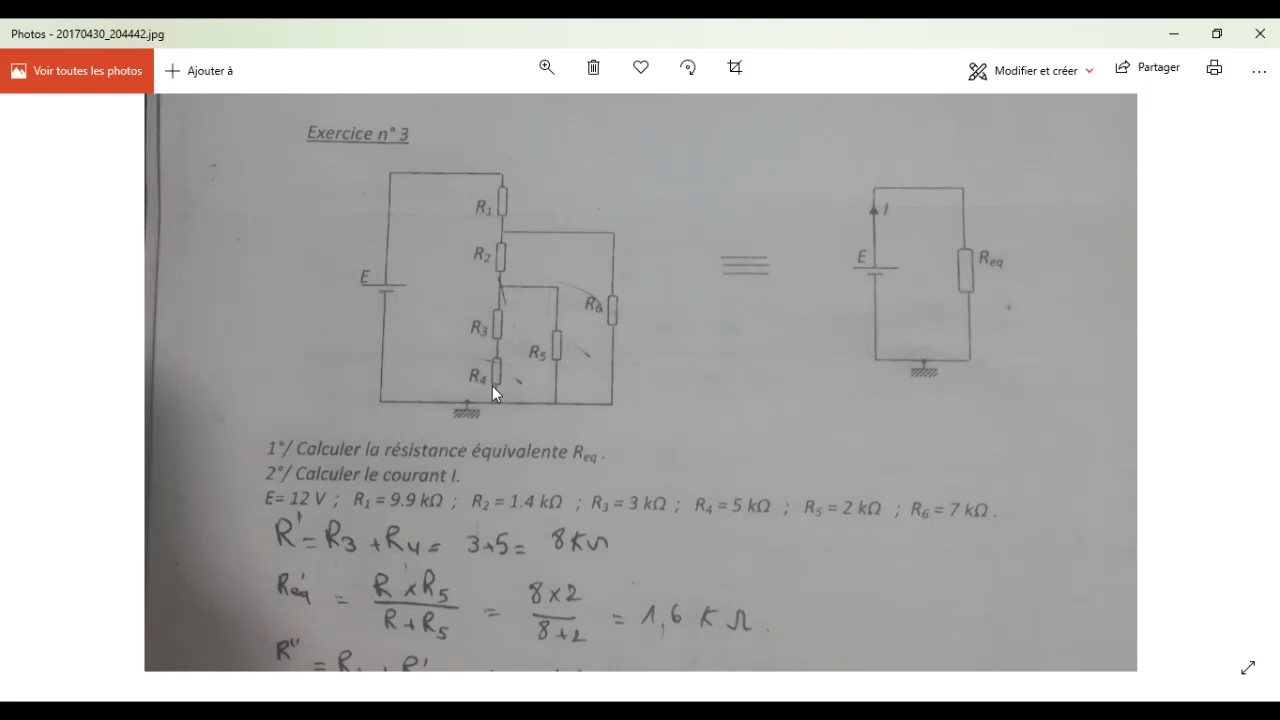 Photos - 20170430_204442.jpg
Voir toutes les photos
Ajouter à
Modifier et créer
Partager
Exercice n° 3
R1
R2
E
R6
R3
R5
R4
I
E
Req
1°/ Calculer la résistance équivalente Req .
2°/ Calculer le courant I.
E= 12 V ; R1 = 9.9 kΩ ; R2 = 1.4 kΩ ; R3 = 3 kΩ ; R4 = 5 kΩ ; R5 = 2 kΩ ; R6 = 7 kΩ .
R' = R3 + R4 = 3+5 = 8 KΩ
Réq' = R' × R5 / R + R5 = 8 × 2 / 8 + 2 = 1,6 K Ω .
R'' =